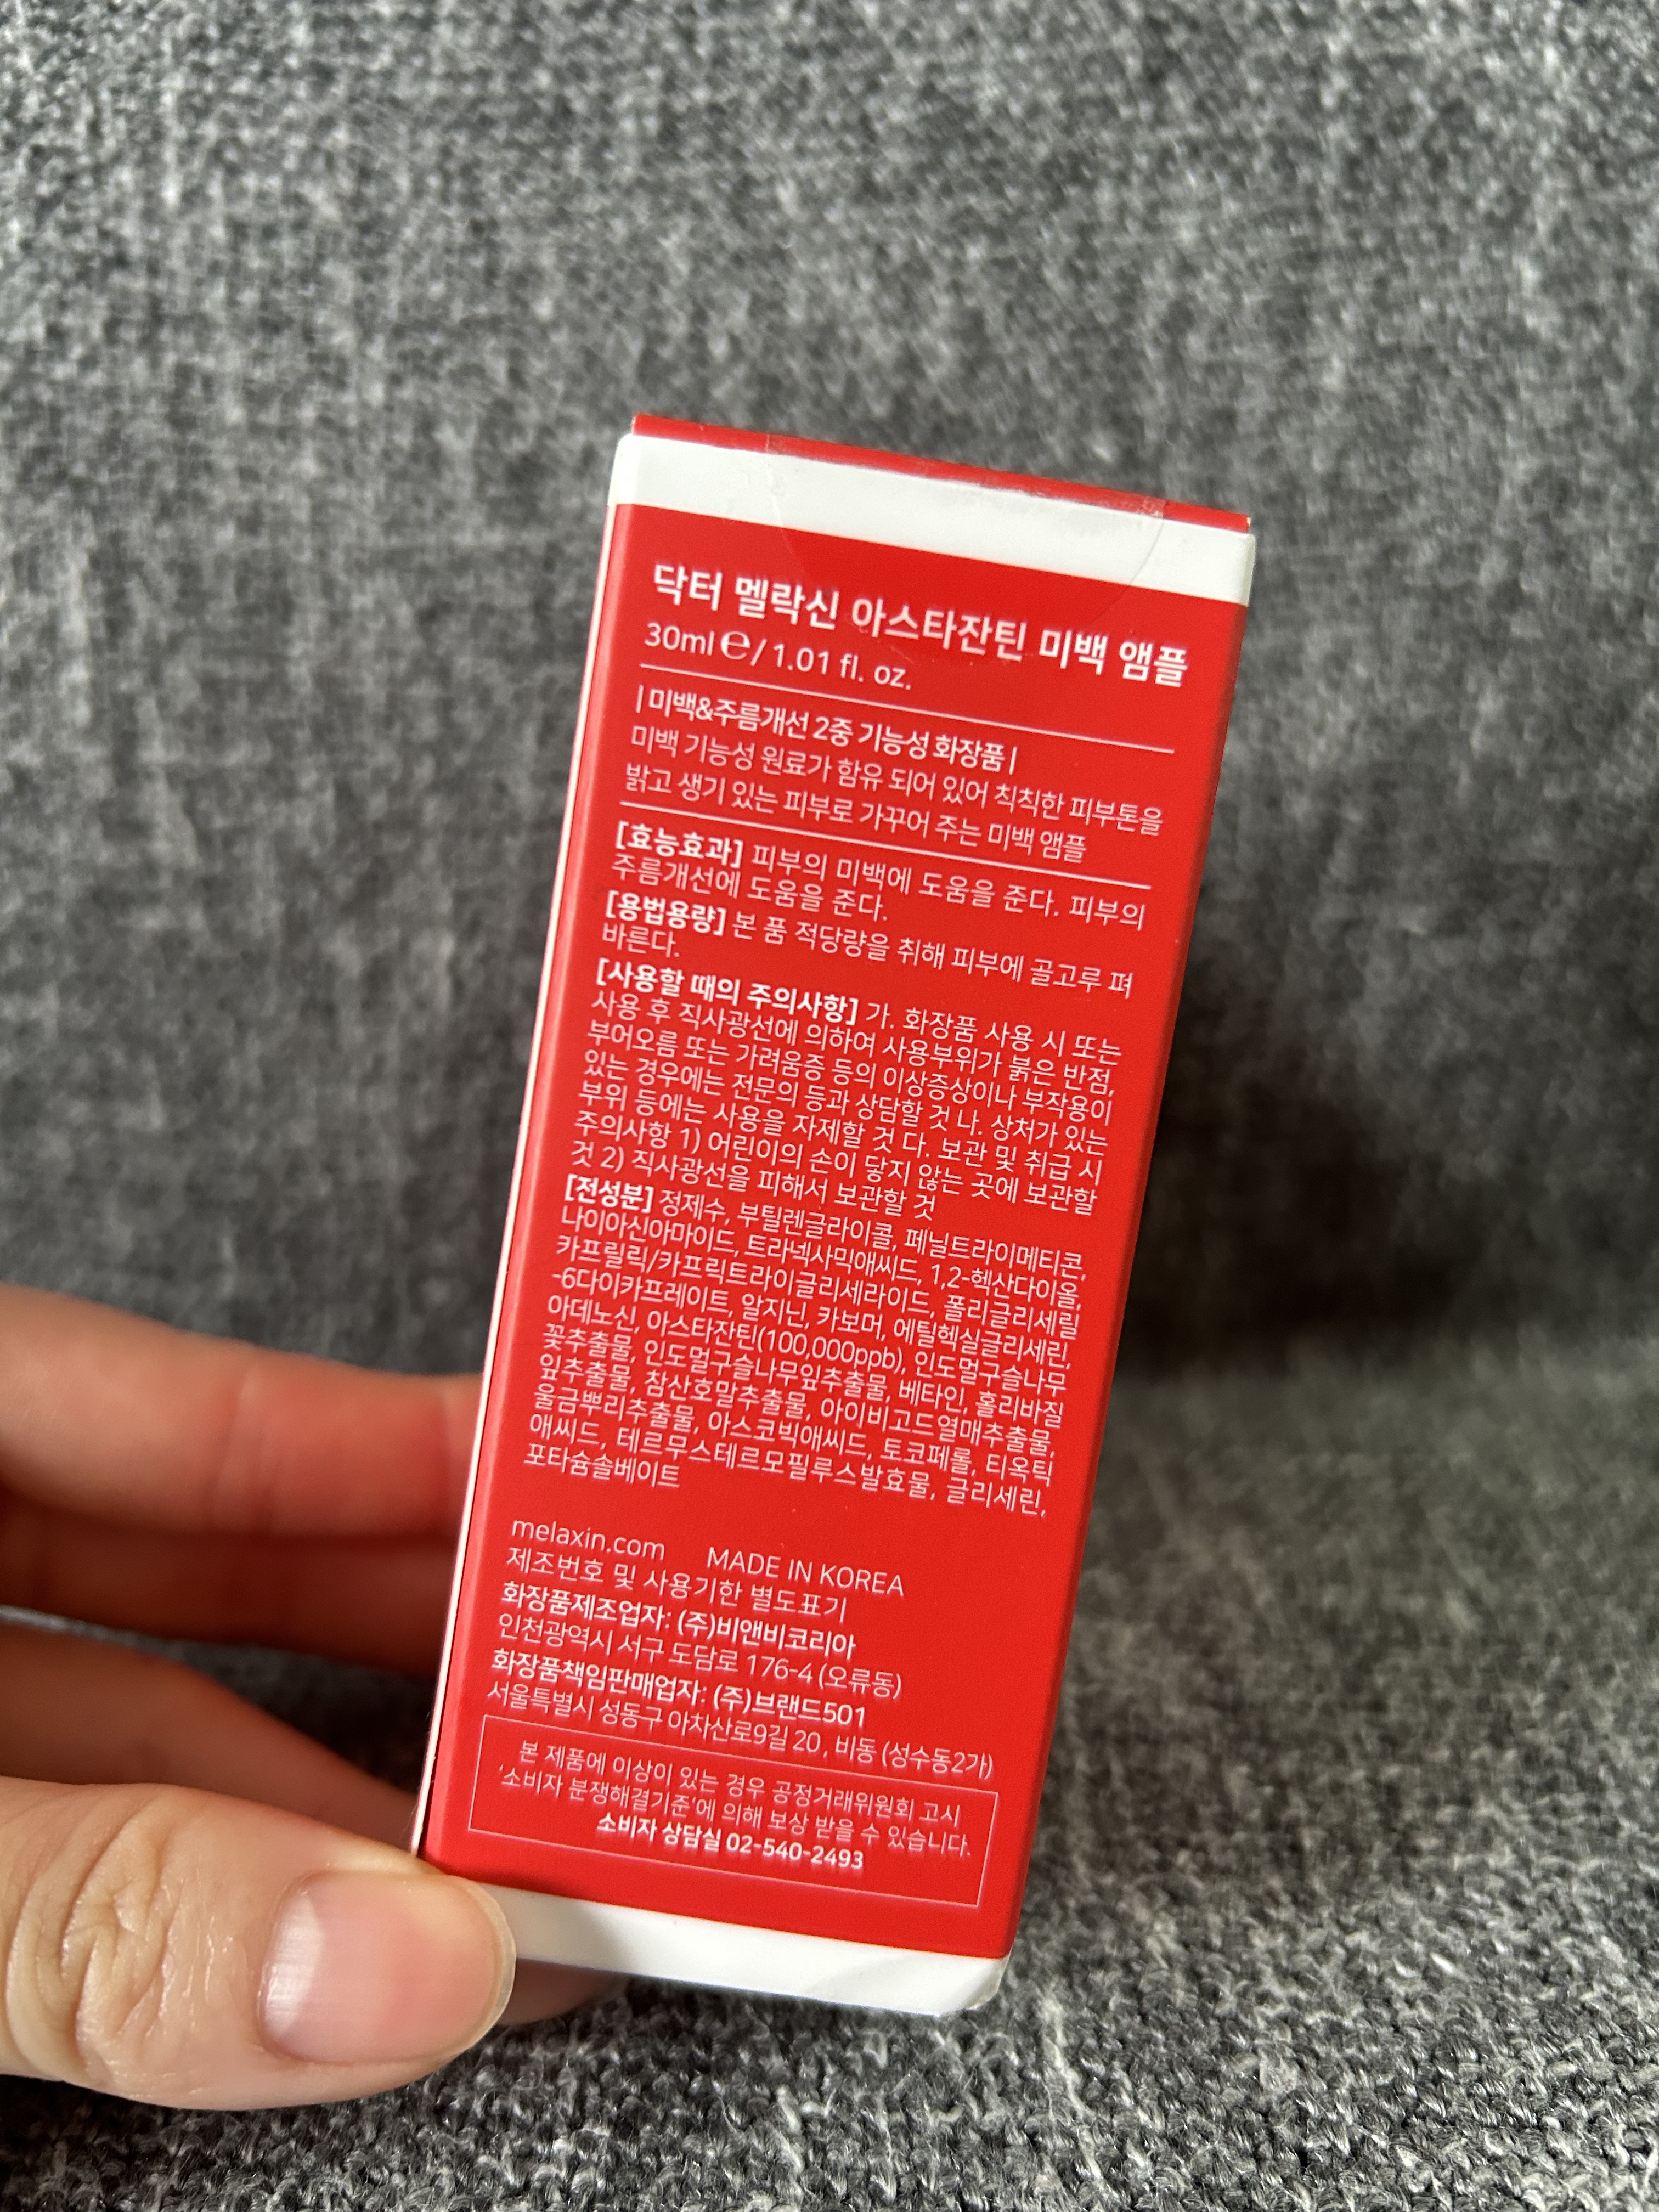 닥터 멜락신 아스타잔틴 미백 앰플
30ml ℮ / 1.01 fl. oz.
| 미백&주름개선 2중 기능성 화장품 |
미백 기능성 원료가 함유 되어 있어 칙칙한 피부톤을
밝고 생기 있는 피부로 가꾸어 주는 미백 앰플
[효능효과] 피부의 미백에 도움을 준다. 피부의
주름개선에 도움을 준다.
[용법용량] 본 품 적당량을 취해 피부에 골고루 펴
바른다.
[사용할 때의 주의사항] 가. 화장품 사용 시 또는
사용 후 직사광선에 의하여 사용부위가 붉은 반점,
부어오름 또는 가려움증 등의 이상증상이나 부작용이
있는 경우에는 전문의 등과 상담할 것 나. 상처가 있는
부위 등에는 사용을 자제할 것 다. 보관 및 취급 시
주의사항 1) 어린이의 손이 닿지 않는 곳에 보관할
것 2) 직사광선을 피해서 보관할 것
[전성분] 정제수, 부틸렌글라이콜, 페닐트라이메티콘,
나이아신아마이드, 트라넥사믹애씨드, 1,2-헥산다이올,
카프릴릭/카프릭트라이글리세라이드, 폴리글리세릴
-6다이카프레이트, 알지닌, 카보머, 에틸헥실글리세린,
아데노신, 아스타잔틴(100,000ppb), 인도멀구슬나무
꽃추출물, 인도멀구슬나무잎추출물, 베타인, 홀리바질
잎추출물, 참산호말추출물, 아이비고드열매추출물,
울금뿌리추출물, 아스코빅애씨드, 토코페롤, 티옥틱
애씨드, 테르무스테르모필루스발효물, 글리세린,
포타슘솔베이트
melaxin.com MADE IN KOREA
제조번호 및 사용기한 별도표기
화장품제조업자: (주)비앤비코리아
인천광역시 서구 도담로 176-4 (오류동)
화장품책임판매업자: (주)브랜드501
서울특별시 성동구 아차산로9길 20, 비동 (성수동2가)
본 제품에 이상이 있는 경우 공정거래위원회 고시
'소비자 분쟁해결기준'에 의해 보상 받을 수 있습니다.
소비자 상담실 02-540-2493